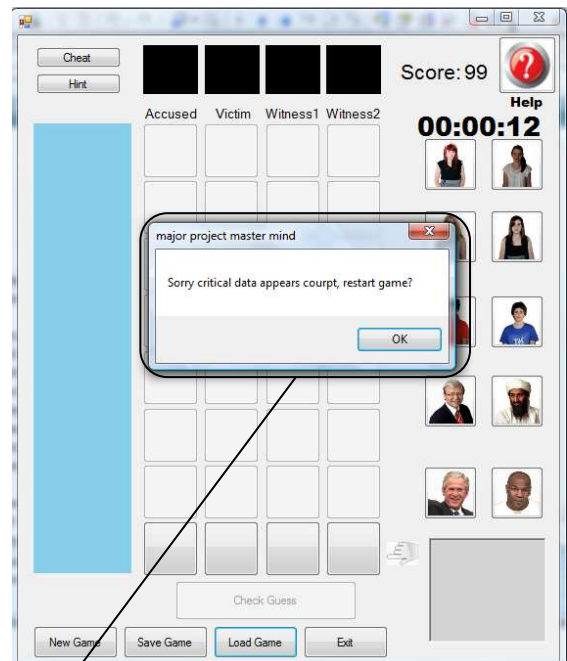 Cheat
Hint
Score: 99
Help
Accused Victim Witness1 Witness2
00:00:12
major project master mind
Sorry critical data appears courpt, restart game?
OK
Check Guess
New Game Save Game Load Game Exit